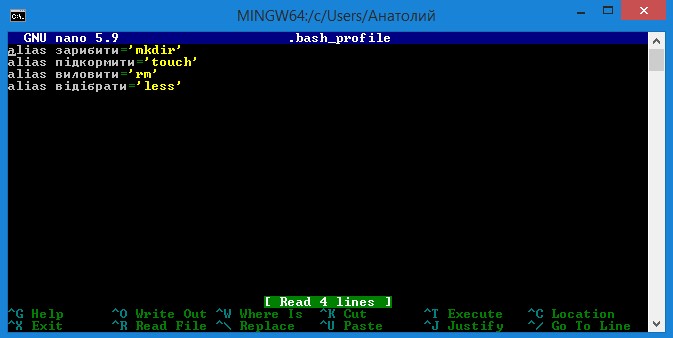 MINGW64:/c/Users/Анатолий
GNU nano 5.9 .bash_profile
alias зарибити='mkdir'
alias підкормити='touch'
alias виловити='rm'
alias відібрати='less'
[ Read 4 lines ]
^G Help ^O Write Out ^W Where Is ^K Cut ^T Execute ^C Location
^X Exit ^R Read File ^\ Replace ^U Paste ^J Justify ^/ Go To Line